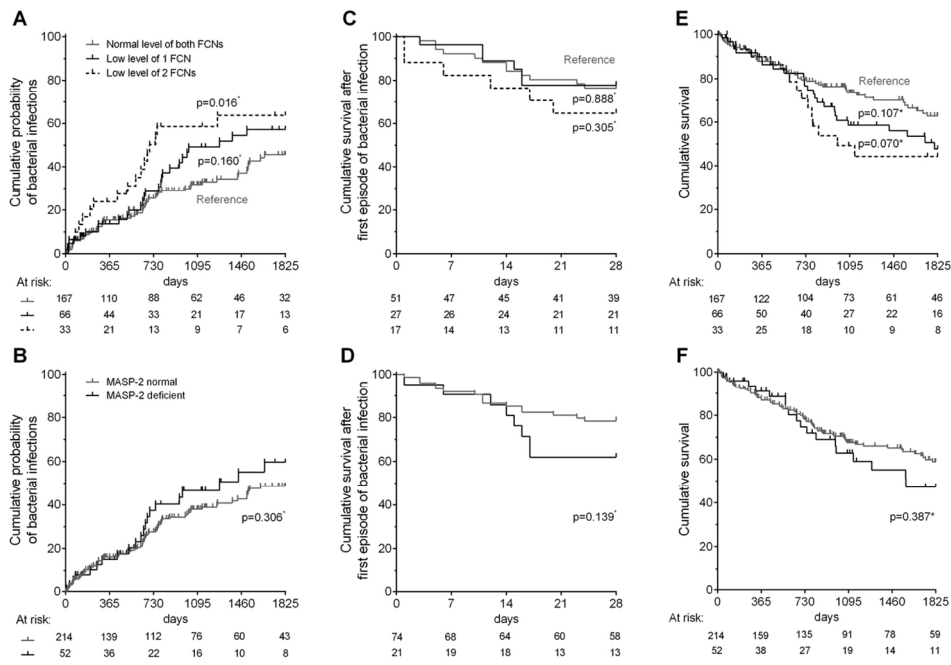 A
Normal level of both FCNs
Low level of 1 FCN
Low level of 2 FCNs
Cumulative probability
of bacterial infections
100
80
60
40
20
0
p=0.016*
p=0.160*
Reference
0 365 730 1095 1460 1825
At risk: days
167 110 88 62 46 32
66 44 33 21 17 13
33 21 13 9 7 6
C
Cumulative survival after
first episode of bacterial infection
100
80
60
40
20
0
Reference
p=0.888*
p=0.305*
0 7 14 21 28
days
51 47 45 41 39
27 26 24 21 21
17 14 13 11 11
E
Cumulative survival
100
80
60
40
60
0
Reference
p=0.107*
p=0.070*
0 365 730 1095 1460 1825
At risk: days
167 122 104 73 61 46
66 50 40 27 22 16
33 25 18 10 9 8
B
MASP-2 normal
MASP-2 deficient
Cumulative probability
of bacterial infections
100
80
60
40
20
0
p=0.306*
0 365 730 1095 1460 1825
At risk: days
214 139 112 76 60 43
52 36 22 16 10 8
D
Cumulative survival after
first episode of bacterial infection
100
80
60
40
20
0
p=0.139*
0 7 14 21 28
days
74 68 64 60 58
21 19 18 13 13
F
Cumulative survival
100
80
60
40
20
0
p=0.387*
0 365 730 1095 1460 1825
At risk: days
214 159 135 91 78 59
52 38 27 19 14 11